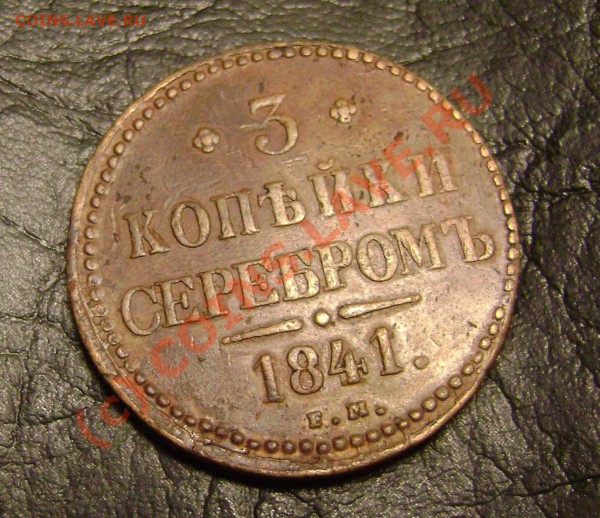 COINS.LAVE.RU
3
КОПѢЙКИ
СЕРЕБРОМЪ
1841.
Е.М.
(c) COINS.LAVE.RU